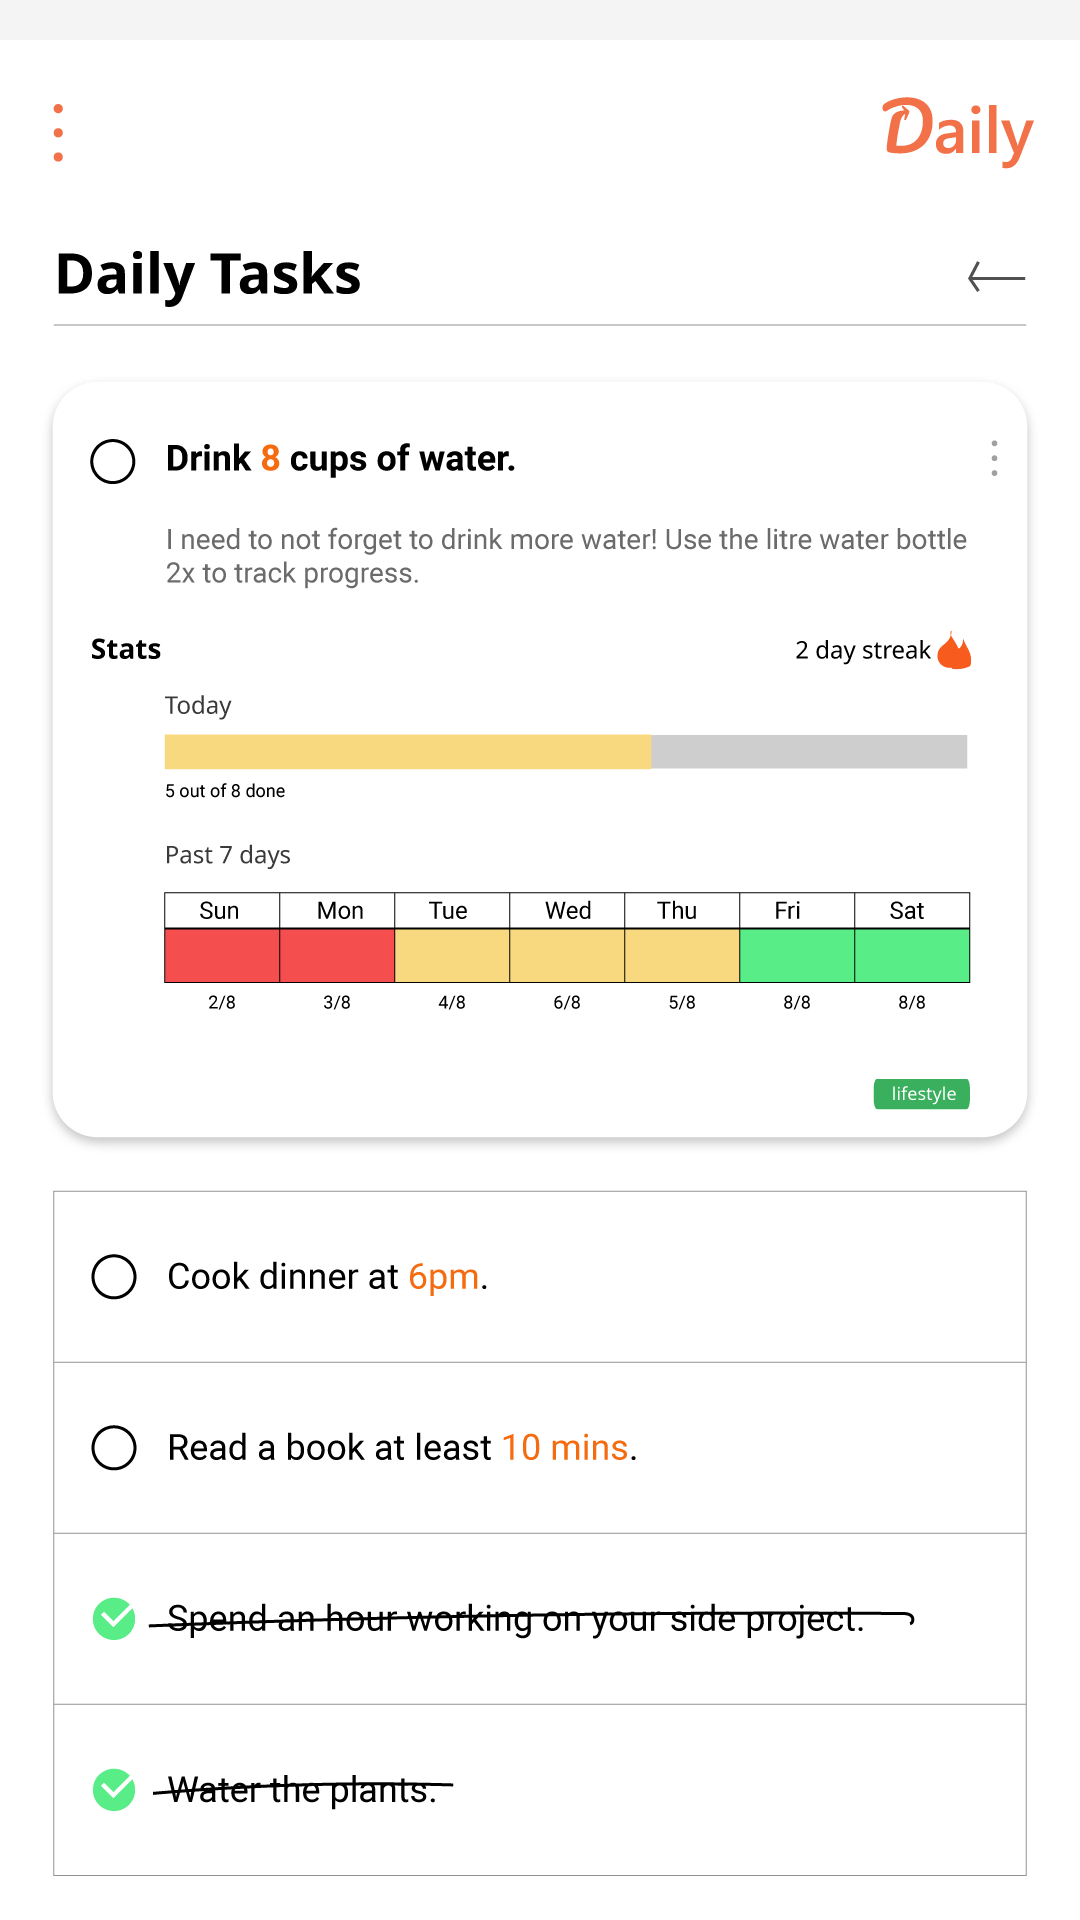 Daily
Daily Tasks
Drink 8 cups of water.
I need to not forget to drink more water! Use the litre water bottle
2x to track progress.
Stats
2 day streak
Today
5 out of 8 done
Past 7 days
Sun Mon Tue Wed Thu Fri Sat
2/8 3/8 4/8 6/8 5/8 8/8 8/8
lifestyle
Cook dinner at 6pm.
Read a book at least 10 mins.
Spend an hour working on your side project.
Water the plants.